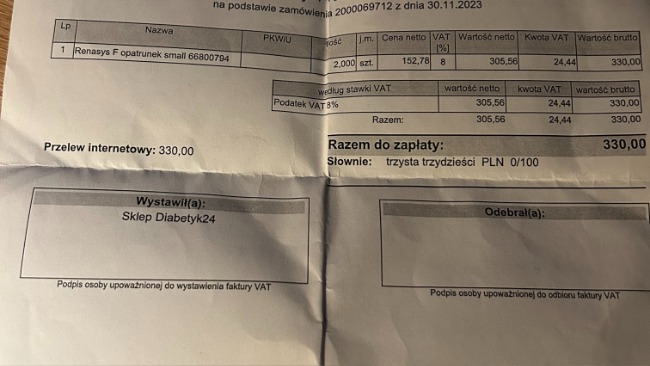 na podstawie zamówienia 2000069712 z dnia 30.11.2023
Lp Nazwa PKWiU ilość j.m. Cena netto VAT [%] Wartość netto Kwota VAT Wartość brutto
1 Renasys F opatrunek small 66800794 2,000 szt. 152,78 8 305,56 24,44 330,00
według stawki VAT wartość netto kwota VAT wartość brutto
Podatek VAT 8% 305,56 24,44 330,00
Razem: 305,56 24,44 330,00
Przelew internetowy: 330,00
Razem do zapłaty: 330,00
Słownie: trzysta trzydzieści PLN 0/100
Wystawił(a):
Sklep Diabetyk24
Odebrał(a):
Podpis osoby upoważnionej do wystawienia faktury VAT
Podpis osoby upoważnionej do odbioru faktury VAT